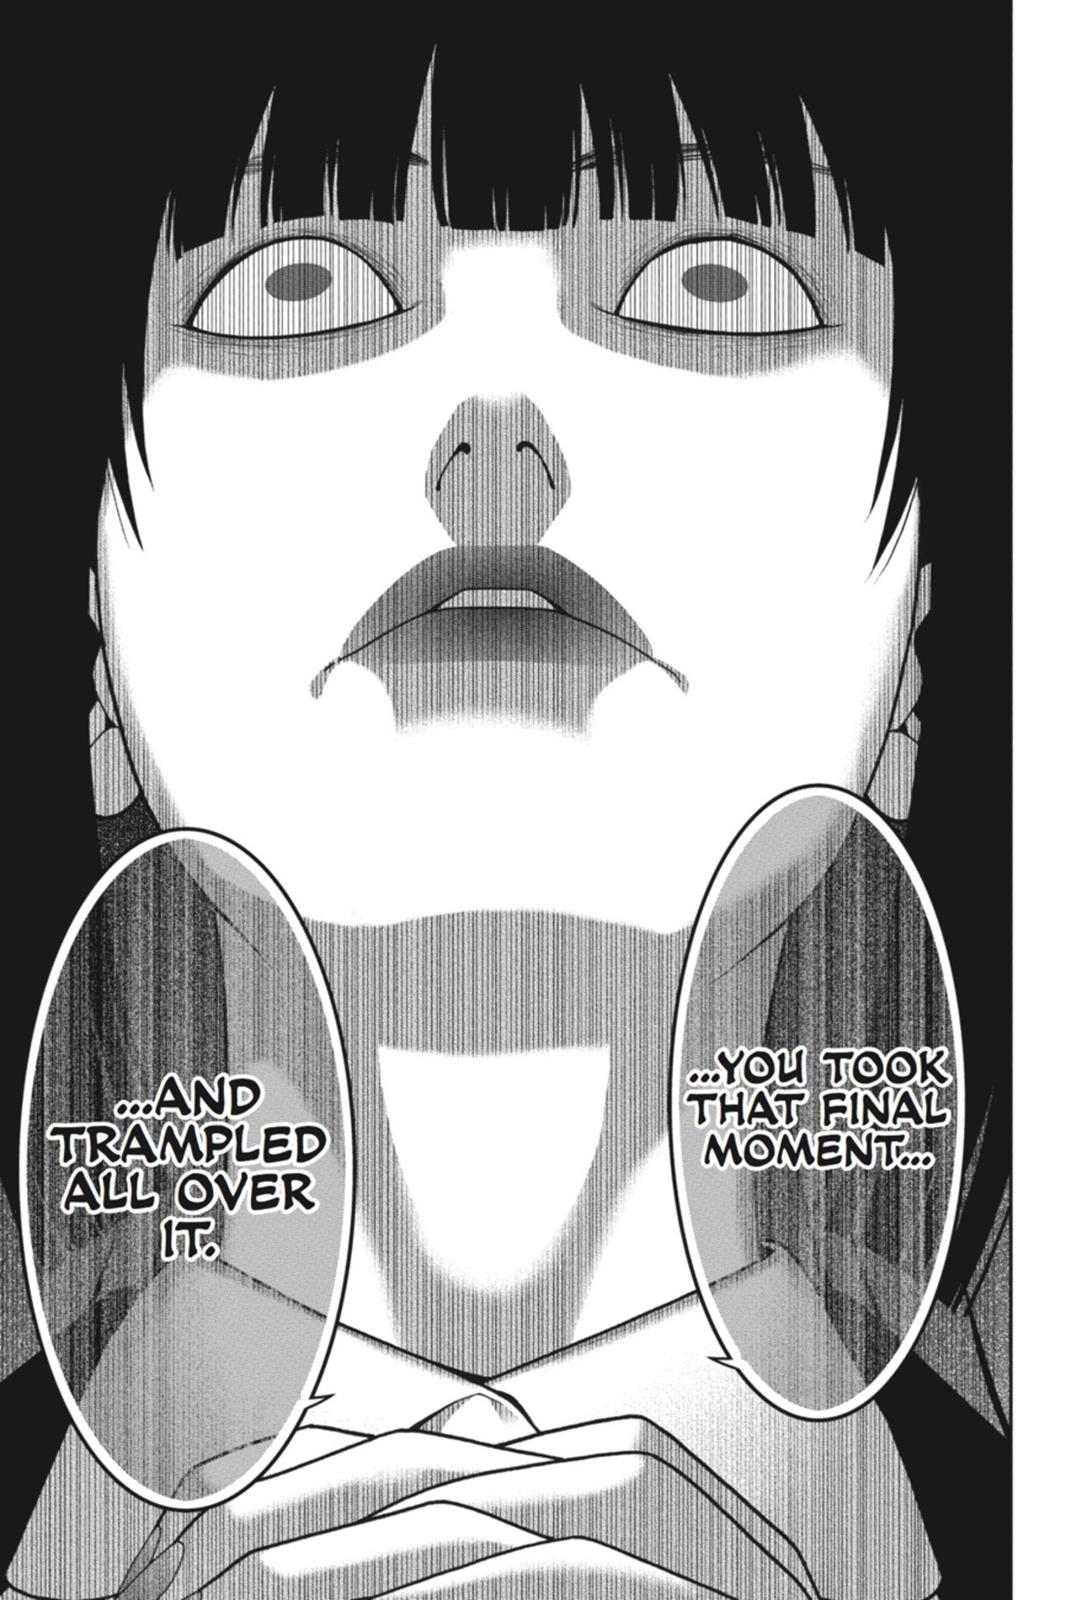 ...YOU TOOK
THAT FINAL
MOMENT...
...AND
TRAMPLED
ALL OVER
IT.